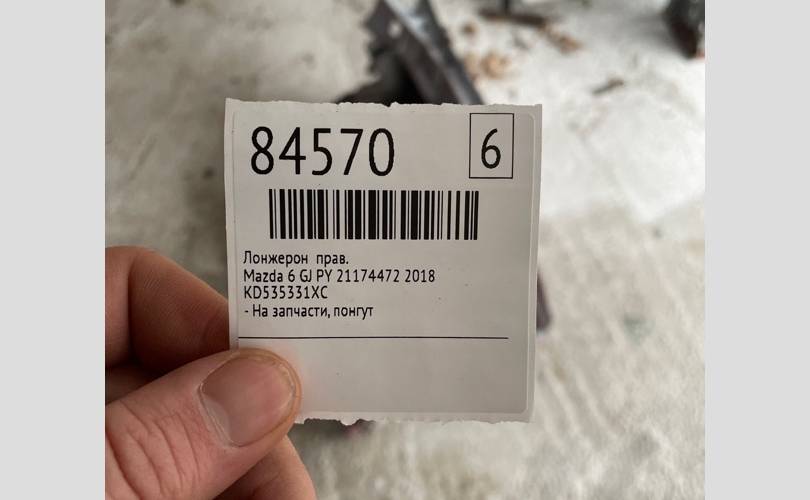 84570
6
Лонжерон прав.
Mazda 6 GJ PY 21174472 2018
KD535331XC
- На запчасти, понгут